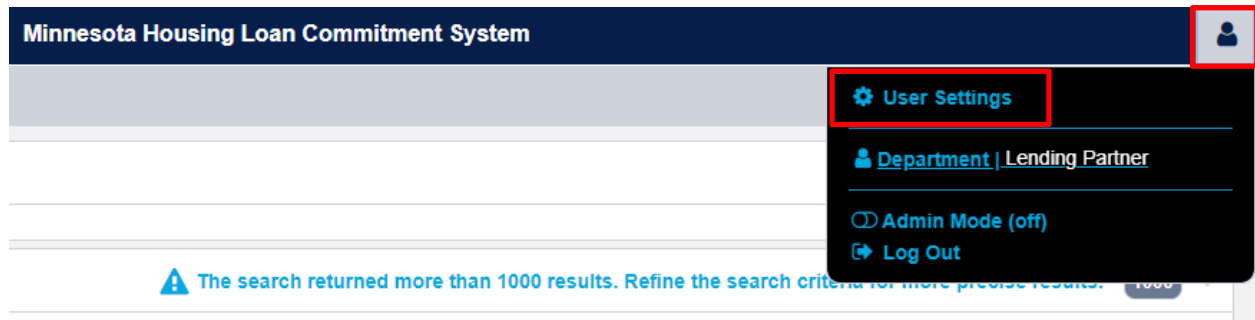 Minnesota Housing Loan Commitment System
User Settings
Department | Lending Partner
Admin Mode (off)
Log Out
The search returned more than 1000 results. Refine the search criteria for more precise results. 1000